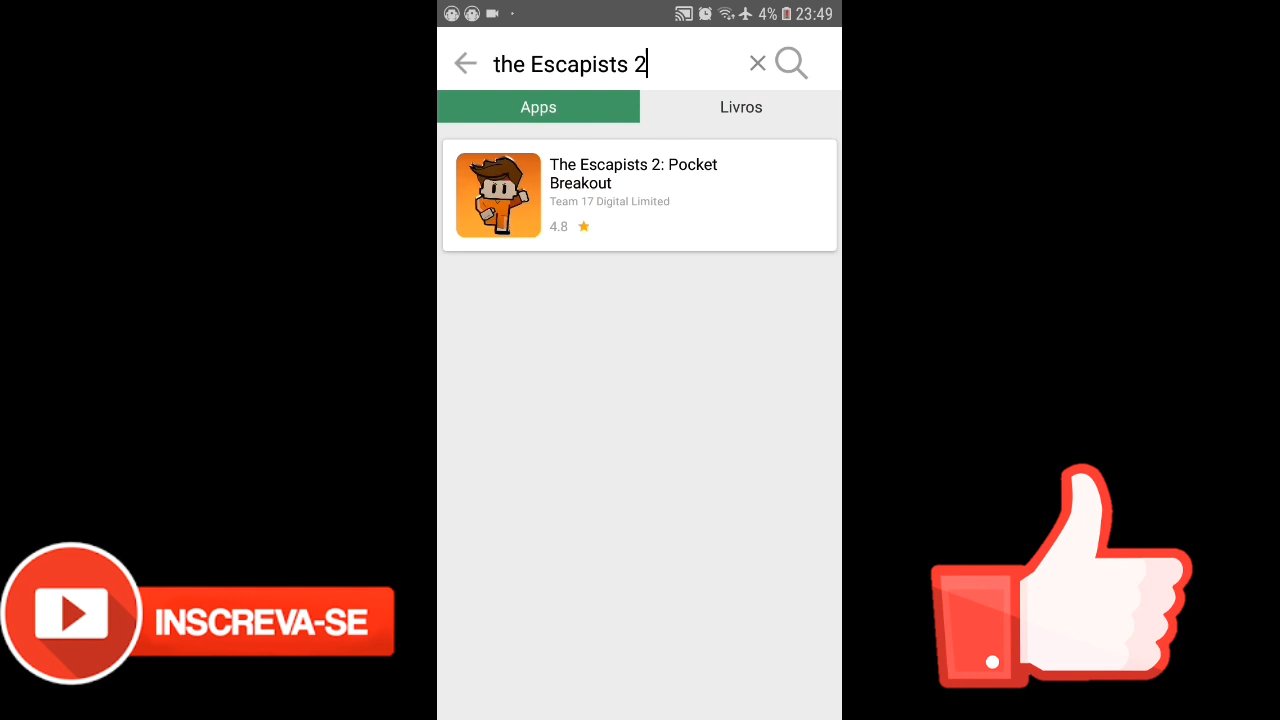 4% 23:49
the Escapists 2
Apps
Livros
The Escapists 2: Pocket
Breakout
Team 17 Digital Limited
4.8
INSCREVA-SE